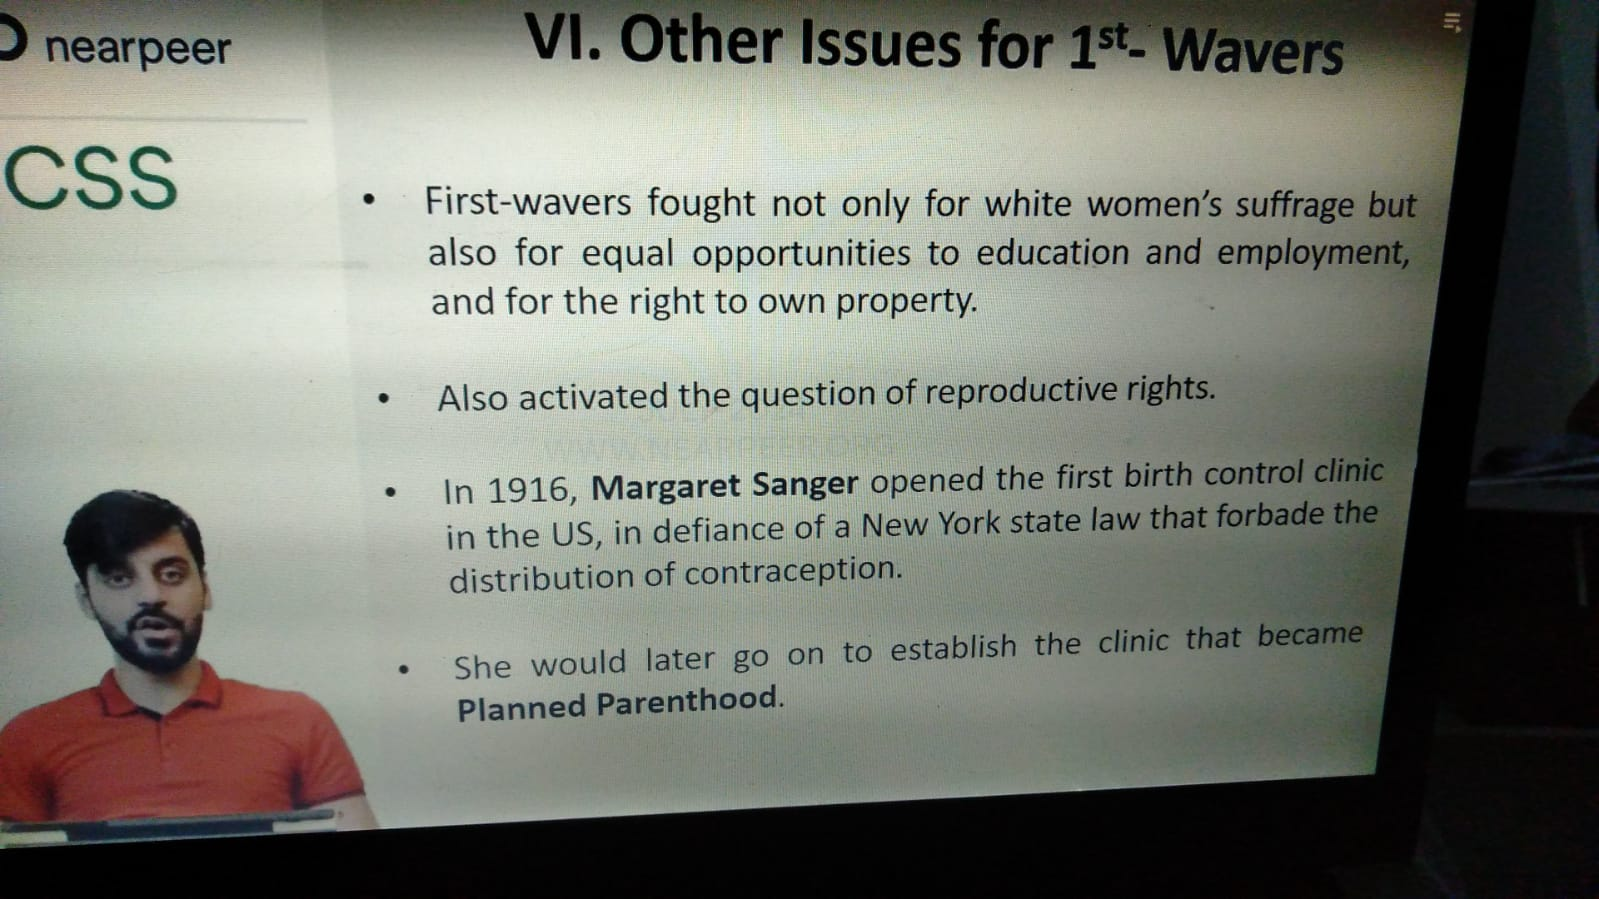 nearpeer
CSS
VI. Other Issues for 1st- Wavers
• First-wavers fought not only for white women's suffrage but
also for equal opportunities to education and employment,
and for the right to own property.
• Also activated the question of reproductive rights.
WWW.NEARPEER.ORG
• In 1916, Margaret Sanger opened the first birth control clinic
in the US, in defiance of a New York state law that forbade the
distribution of contraception.
• She would later go on to establish the clinic that became
Planned Parenthood.